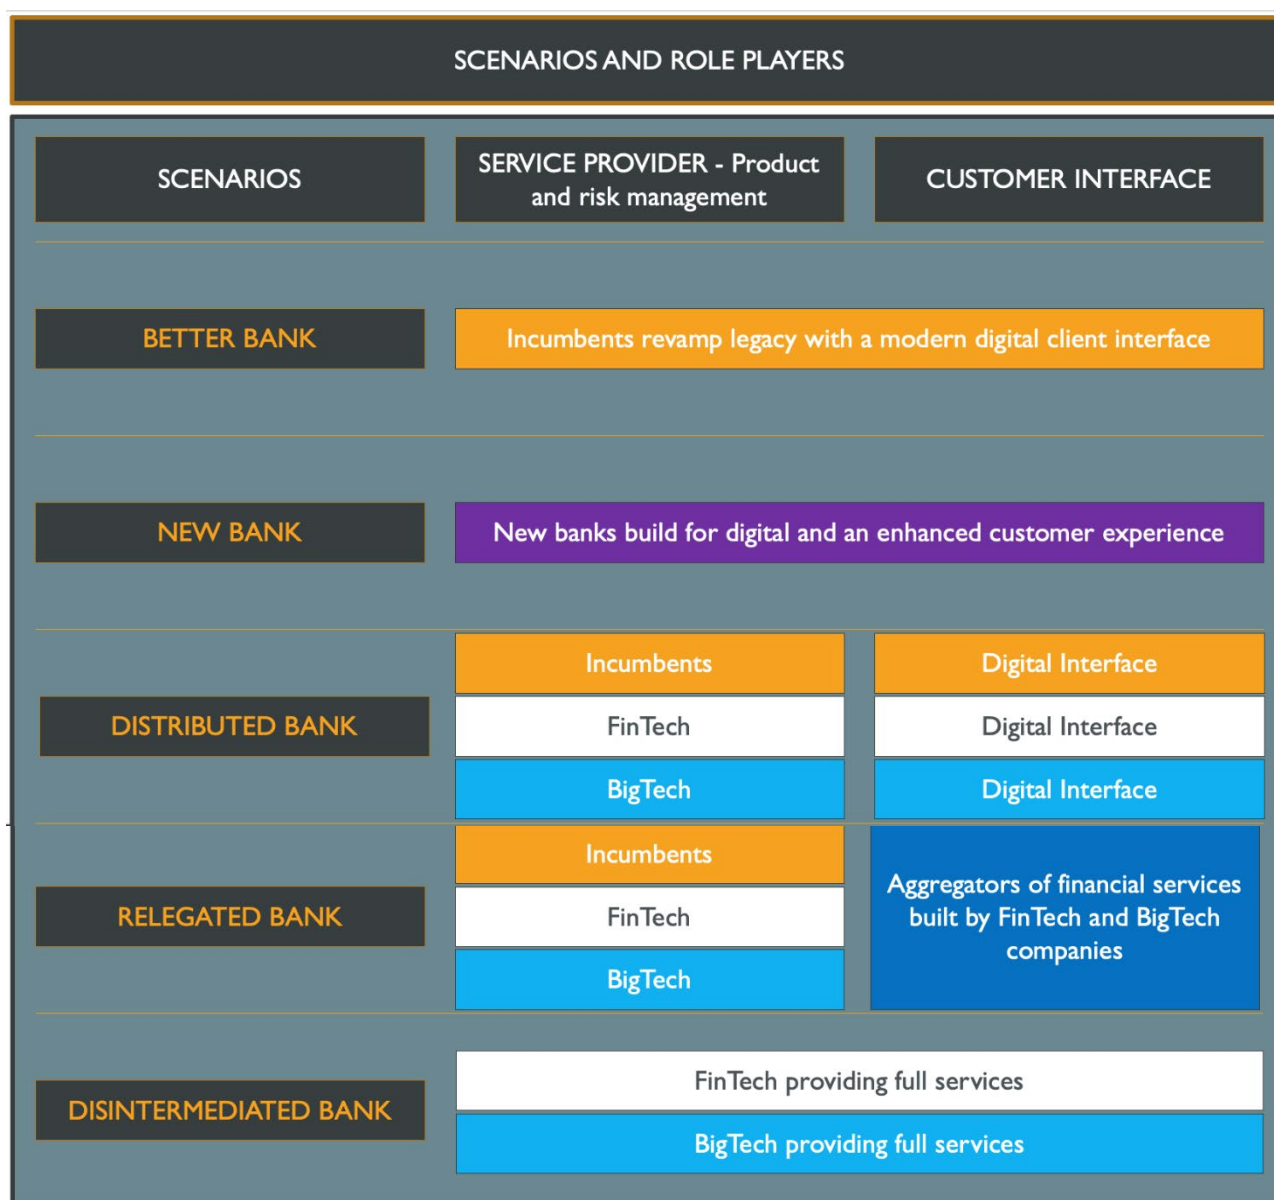 SCENARIOS AND ROLE PLAYERS
SCENARIOS
SERVICE PROVIDER - Product
and risk management
CUSTOMER INTERFACE
BETTER BANK
Incumbents revamp legacy with a modern digital client interface
NEW BANK
New banks build for digital and an enhanced customer experience
DISTRIBUTED BANK
Incumbents
Digital Interface
FinTech
Digital Interface
BigTech
Digital Interface
RELEGATED BANK
Incumbents
FinTech
BigTech
Aggregators of financial services
built by FinTech and BigTech
companies
DISINTERMEDIATED BANK
FinTech providing full services
BigTech providing full services